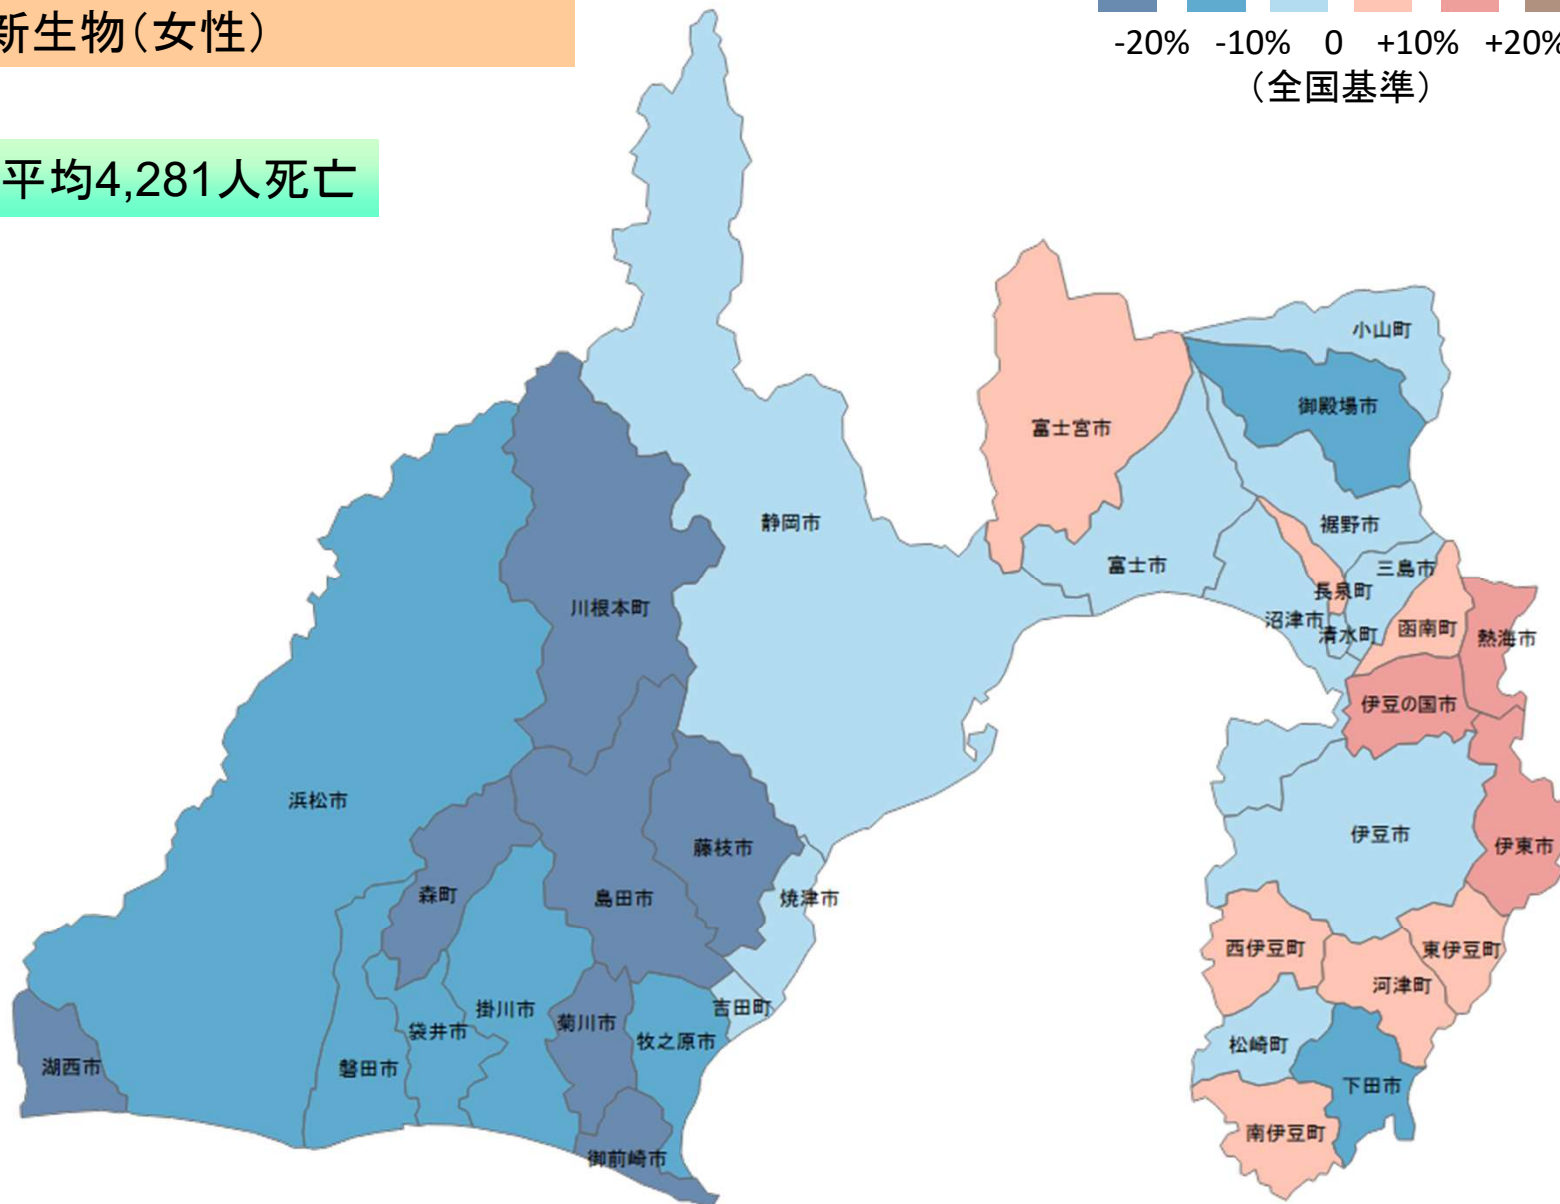 新生物（女性）
-20% -10% 0 +10% +20%
（全国基準）
平均4,281人死亡
小山町
御殿場市
富士宮市
静岡市
裾野市
富士市
三島市
長泉町
川根本町
沼津市
清水町
函南町
熱海市
伊豆の国市
浜松市
伊豆市
藤枝市
伊東市
森町
島田市
焼津市
西伊豆町
東伊豆町
河津町
掛川市
吉田町
菊川市
袋井市
牧之原市
松崎町
湖西市
磐田市
下田市
南伊豆町
御前崎市